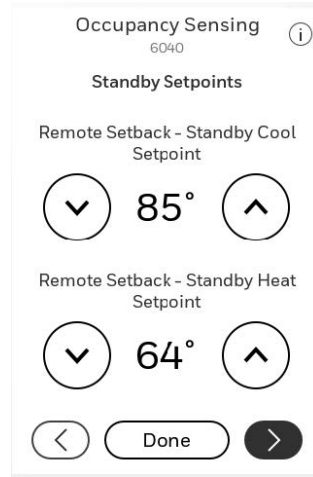 Occupancy Sensing
i
6040
Standby Setpoints
Remote Setback - Standby Cool
Setpoint
85°
Remote Setback - Standby Heat
Setpoint
64°
Done